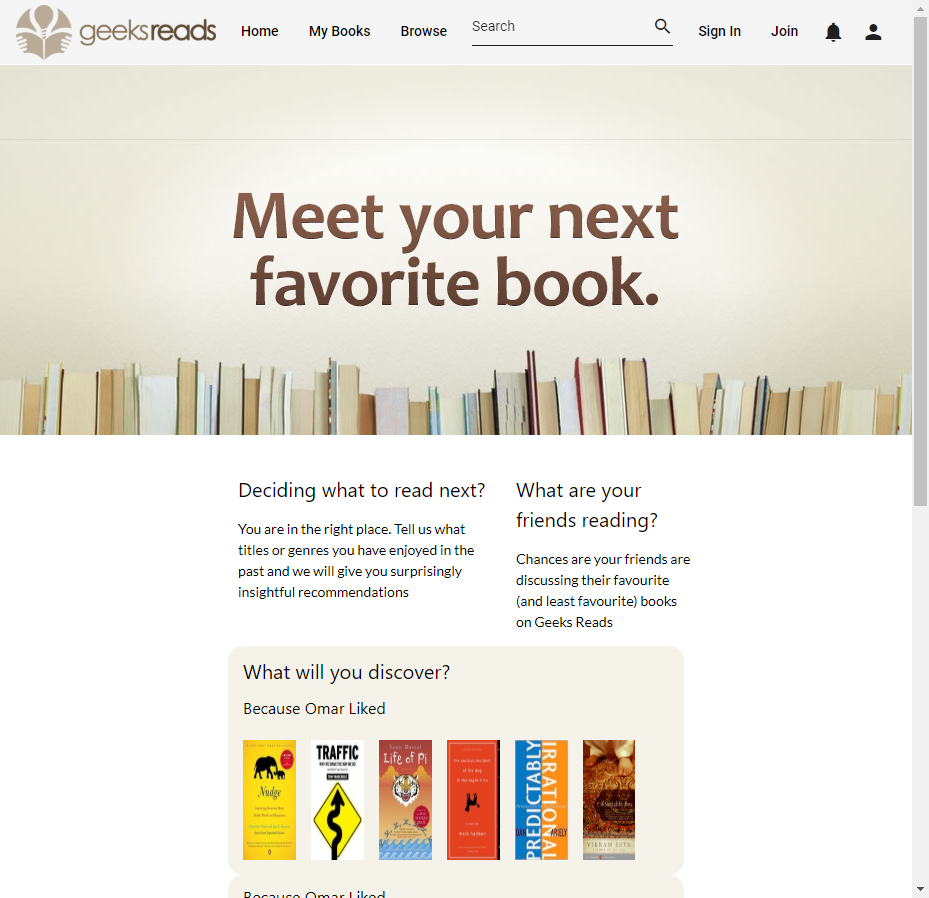 geeksreads
Home
My Books
Browse
Search
Sign In
Join
Meet your next
favorite book.
Deciding what to read next?
You are in the right place. Tell us what
titles or genres you have enjoyed in the
past and we will give you surprisingly
insightful recommendations
What are your
friends reading?
Chances are your friends are
discussing their favourite
(and least favourite) books
on Geeks Reads
What will you discover?
Because Omar Liked
Nudge
TRAFFIC
Life of Pi
mark haddon
PREDICTABLY
IRRATIONAL
A Suitable Boy
VIKRAM SETH
Because Omar Liked